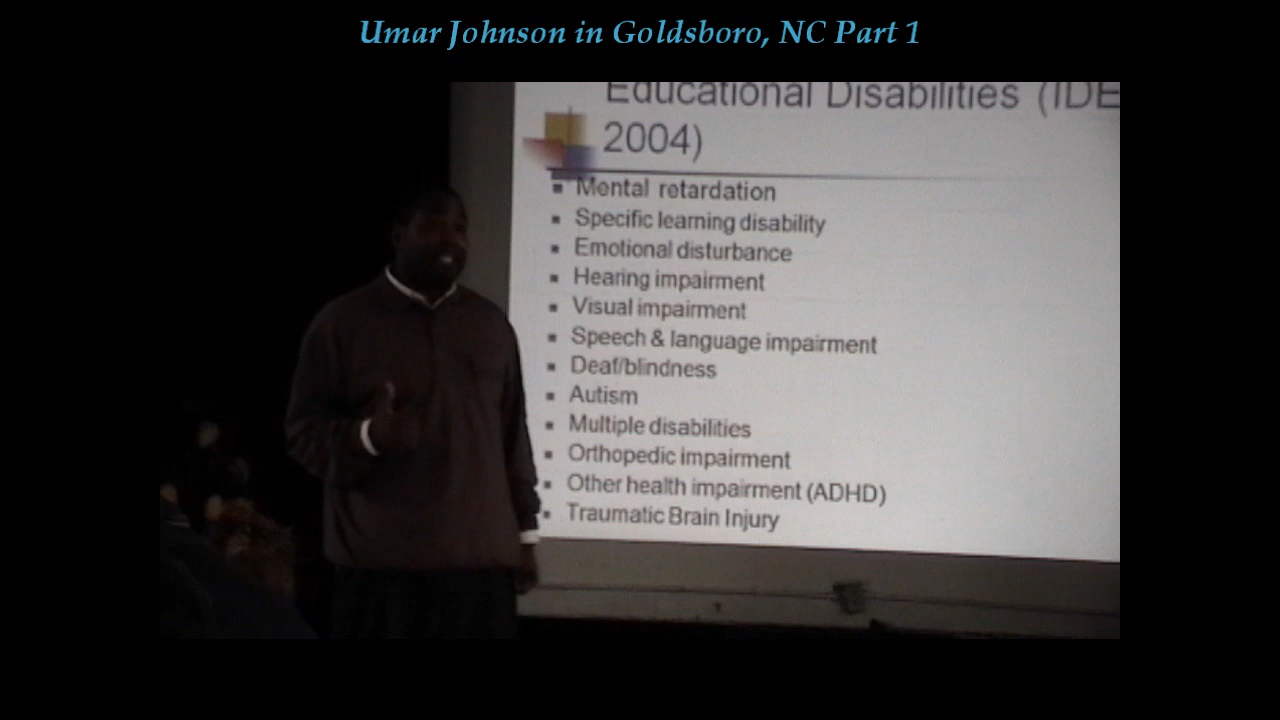 Umar Johnson in Goldsboro, NC Part 1
Educational Disabilities (IDE
2004)
Mental retardation
Specific learning disability
Emotional disturbance
Hearing impairment
Visual impairment
Speech & language impairment
Deaf/blindness
Autism
Multiple disabilities
Orthopedic impairment
Other health impairment (ADHD)
Traumatic Brain Injury